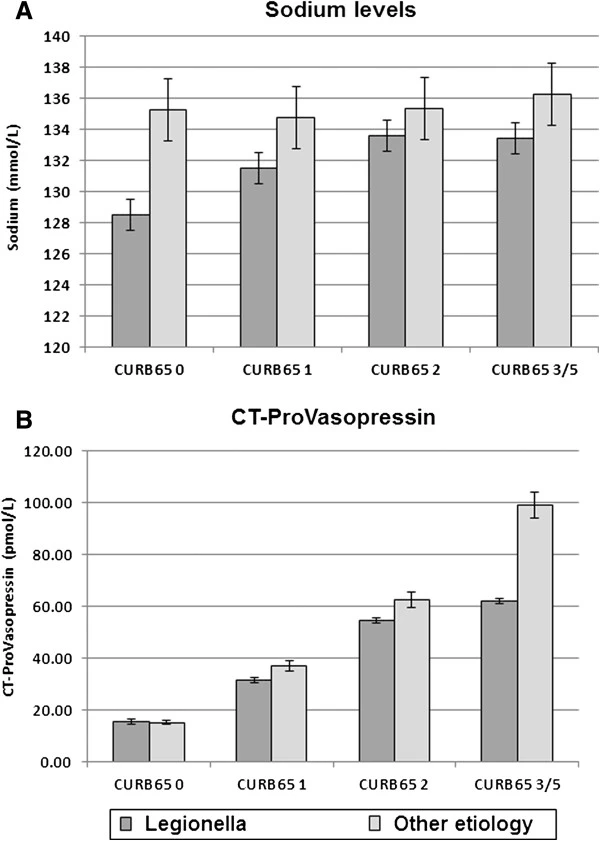 A
Sodium levels
Sodium (mmol/L)
140
138
136
134
132
130
128
126
124
122
120
CURB65 0
CURB65 1
CURB65 2
CURB65 3/5
B
CT-ProVasopressin
CT-ProVasopressin (pmol/L)
120.00
100.00
80.00
60.00
40.00
20.00
0.00
CURB65 0
CURB65 1
CURB65 2
CURB65 3/5
Legionella
Other etiology